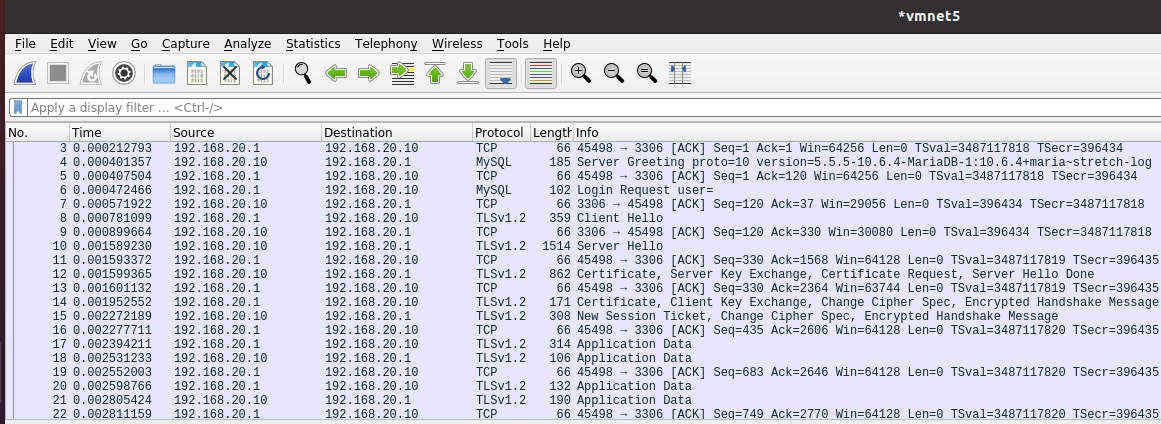 *vmnet5
File Edit View Go Capture Analyze Statistics Telephony Wireless Tools Help
Apply a display filter ... <Ctrl-/>
No. Time Source Destination Protocol Length Info
3 0.000212793 192.168.20.1 192.168.20.10 TCP 66 45498 → 3306 [ACK] Seq=1 Ack=1 Win=64256 Len=0 TSval=3487117818 TSecr=396434
4 0.000401357 192.168.20.10 192.168.20.1 MySQL 185 Server Greeting proto=10 version=5.5.5-10.6.4-MariaDB-1:10.6.4+maria~stretch-log
5 0.000407504 192.168.20.1 192.168.20.10 TCP 66 45498 → 3306 [ACK] Seq=1 Ack=120 Win=64256 Len=0 TSval=3487117818 TSecr=396434
6 0.000472466 192.168.20.1 192.168.20.10 MySQL 102 Login Request user=
7 0.000571922 192.168.20.10 192.168.20.1 TCP 66 3306 → 45498 [ACK] Seq=120 Ack=37 Win=29056 Len=0 TSval=396434 TSecr=3487117818
8 0.000781099 192.168.20.1 192.168.20.10 TLSv1.2 359 Client Hello
9 0.000899664 192.168.20.10 192.168.20.1 TCP 66 3306 → 45498 [ACK] Seq=120 Ack=330 Win=30080 Len=0 TSval=396434 TSecr=3487117818
10 0.001589230 192.168.20.10 192.168.20.1 TLSv1.2 1514 Server Hello
11 0.001593372 192.168.20.1 192.168.20.10 TCP 66 45498 → 3306 [ACK] Seq=330 Ack=1568 Win=64128 Len=0 TSval=3487117819 TSecr=396435
12 0.001599365 192.168.20.10 192.168.20.1 TLSv1.2 862 Certificate, Server Key Exchange, Certificate Request, Server Hello Done
13 0.001601132 192.168.20.1 192.168.20.10 TCP 66 45498 → 3306 [ACK] Seq=330 Ack=2364 Win=63744 Len=0 TSval=3487117819 TSecr=396435
14 0.001952552 192.168.20.1 192.168.20.10 TLSv1.2 171 Certificate, Client Key Exchange, Change Cipher Spec, Encrypted Handshake Message
15 0.002272189 192.168.20.10 192.168.20.1 TLSv1.2 308 New Session Ticket, Change Cipher Spec, Encrypted Handshake Message
16 0.002277711 192.168.20.1 192.168.20.10 TCP 66 45498 → 3306 [ACK] Seq=435 Ack=2606 Win=64128 Len=0 TSval=3487117820 TSecr=396435
17 0.002394211 192.168.20.1 192.168.20.10 TLSv1.2 314 Application Data
18 0.002531233 192.168.20.10 192.168.20.1 TLSv1.2 106 Application Data
19 0.002552003 192.168.20.1 192.168.20.10 TCP 66 45498 → 3306 [ACK] Seq=683 Ack=2646 Win=64128 Len=0 TSval=3487117820 TSecr=396435
20 0.002598766 192.168.20.1 192.168.20.10 TLSv1.2 132 Application Data
21 0.002805424 192.168.20.10 192.168.20.1 TLSv1.2 190 Application Data
22 0.002811159 192.168.20.1 192.168.20.10 TCP 66 45498 → 3306 [ACK] Seq=749 Ack=2770 Win=64128 Len=0 TSval=3487117820 TSecr=396435